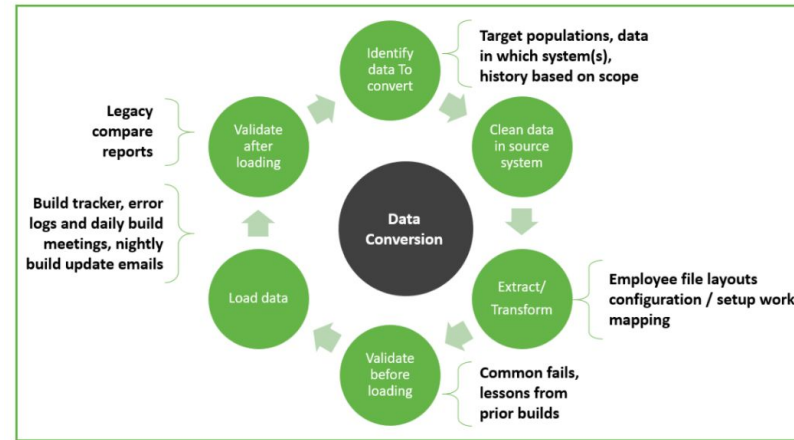 Identify
data To
convert
Target populations, data
in which system(s),
history based on scope
Clean data
in source
system
Extract/
Transform
Employee file layouts
configuration / setup work
mapping
Validate
before
loading
Common fails,
lessons from
prior builds
Load data
Build tracker, error
logs and daily build
meetings, nightly
build update emails
Validate
after
loading
Legacy
compare
reports
Data
Conversion